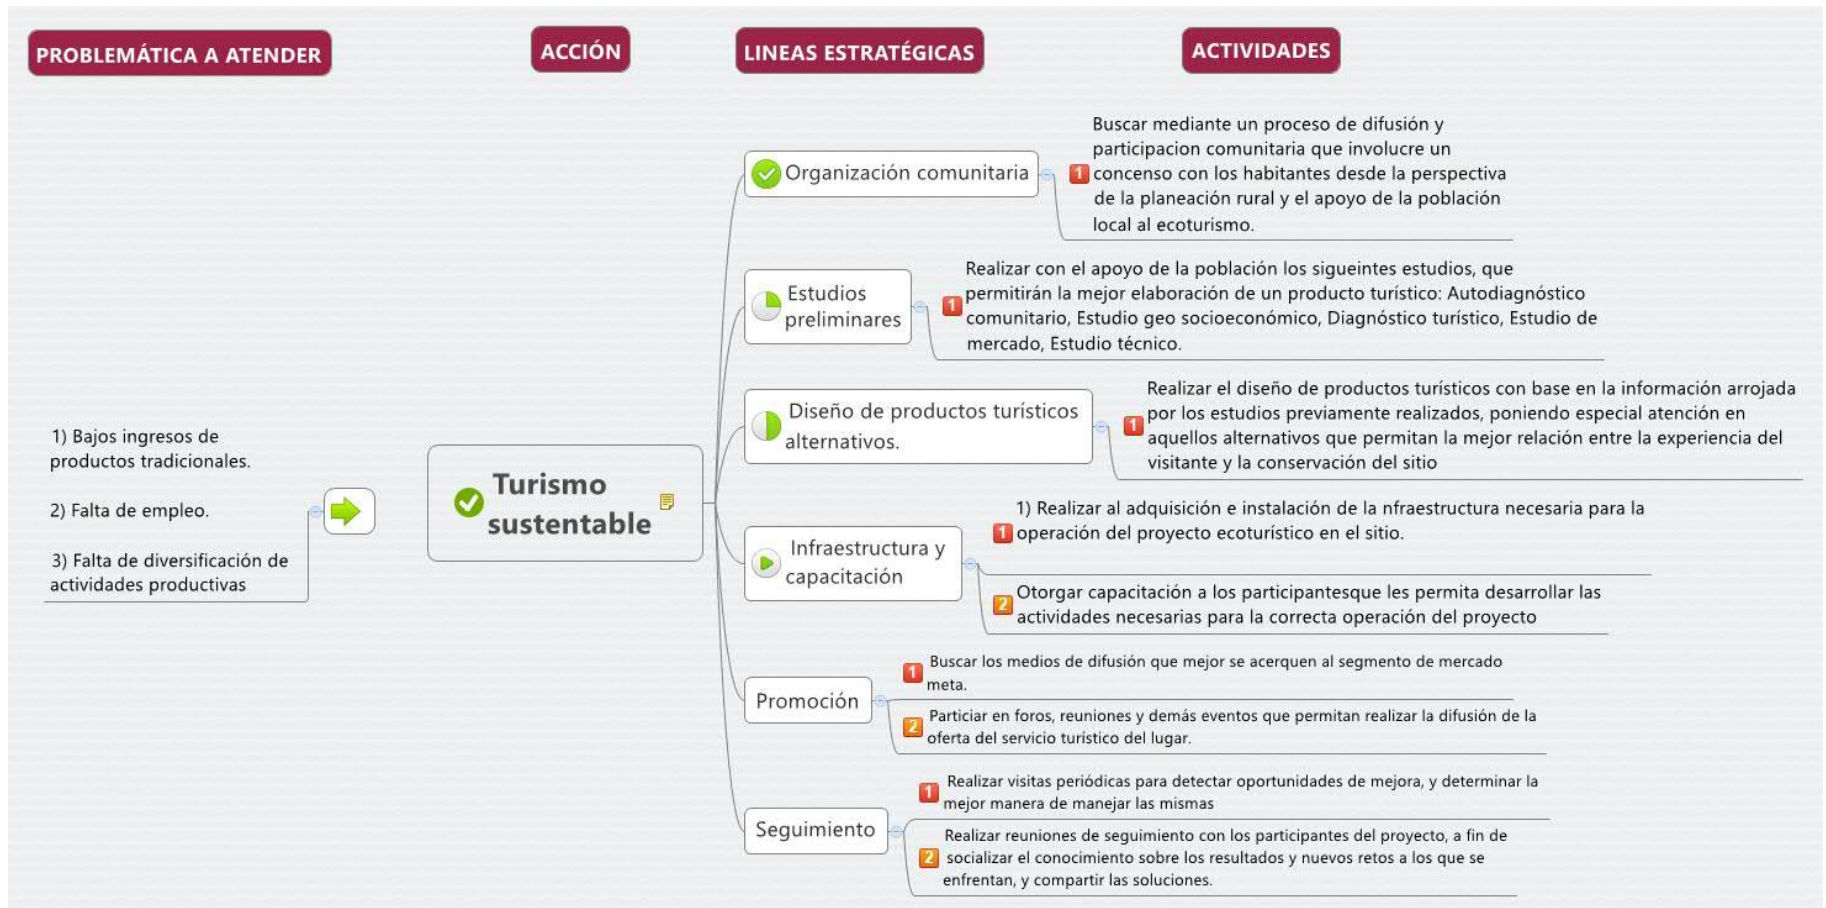 PROBLEMÁTICA A ATENDER
ACCIÓN
LINEAS ESTRATÉGICAS
ACTIVIDADES
1) Bajos ingresos de
productos tradicionales.
2) Falta de empleo.
3) Falta de diversificación de
actividades productivas
Turismo
sustentable
Organización comunitaria
1
Buscar mediante un proceso de difusión y
participacion comunitaria que involucre un
concenso con los habitantes desde la perspectiva
de la planeación rural y el apoyo de la población
local al ecoturismo.
Estudios
preliminares
1
Realizar con el apoyo de la población los sigueintes estudios, que
permitirán la mejor elaboración de un producto turístico: Autodiagnóstico
comunitario, Estudio geo socioeconómico, Diagnóstico turístico, Estudio de
mercado, Estudio técnico.
Diseño de productos turísticos
alternativos.
1
Realizar el diseño de productos turísticos con base en la información arrojada
por los estudios previamente realizados, poniendo especial atención en
aquellos alternativos que permitan la mejor relación entre la experiencia del
visitante y la conservación del sitio
Infraestructura y
capacitación
1
1) Realizar al adquisición e instalación de la nfraestructura necesaria para la
operación del proyecto ecoturístico en el sitio.
2
Otorgar capacitación a los participantesque les permita desarrollar las
actividades necesarias para la correcta operación del proyecto
Promoción
1
Buscar los medios de difusión que mejor se acerquen al segmento de mercado
meta.
2
Particiar en foros, reuniones y demás eventos que permitan realizar la difusión de la
oferta del servicio turístico del lugar.
Seguimiento
1
Realizar visitas periódicas para detectar oportunidades de mejora, y determinar la
mejor manera de manejar las mismas
2
Realizar reuniones de seguimiento con los participantes del proyecto, a fin de
socializar el conocimiento sobre los resultados y nuevos retos a los que se
enfrentan, y compartir las soluciones.